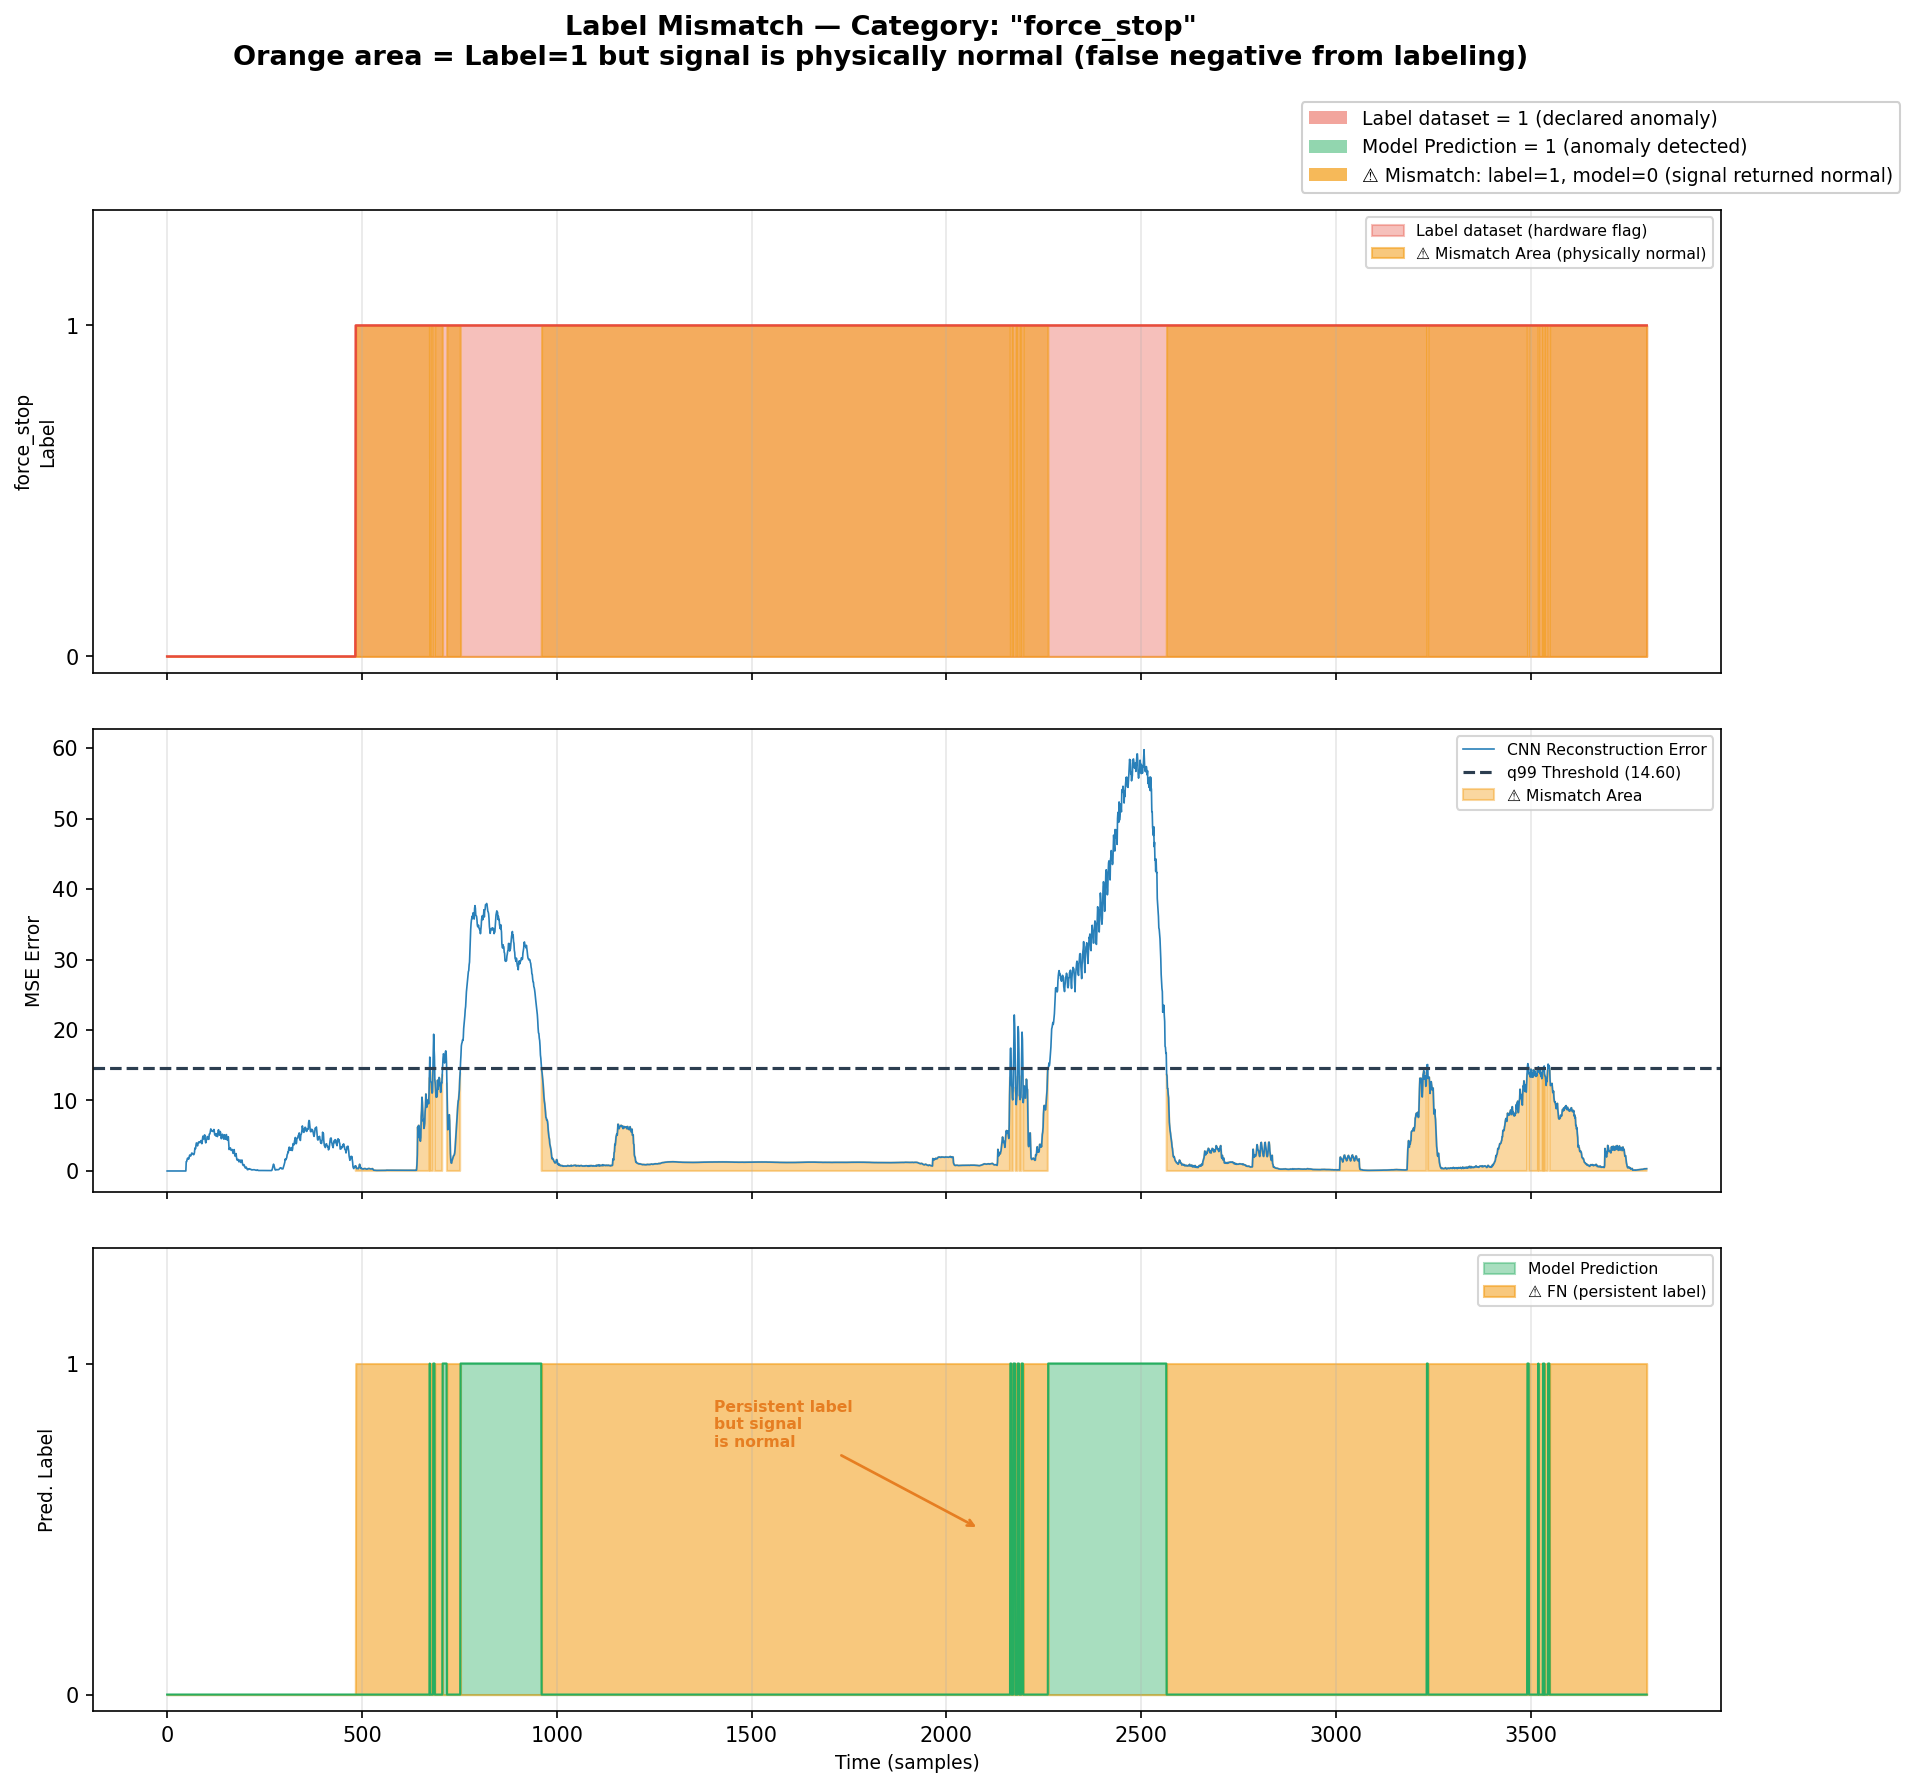 Label Mismatch — Category: "force_stop"
Orange area = Label=1 but signal is physically normal (false negative from labeling)
Label dataset = 1 (declared anomaly)
Model Prediction = 1 (anomaly detected)
⚠ Mismatch: label=1, model=0 (signal returned normal)
Label dataset (hardware flag)
⚠ Mismatch Area (physically normal)
1
0
force_stop
Label
CNN Reconstruction Error
q99 Threshold (14.60)
⚠ Mismatch Area
60
50
40
30
20
10
0
MSE Error
Model Prediction
⚠ FN (persistent label)
1
0
Pred. Label
Persistent label
but signal
is normal
0 500 1000 1500 2000 2500 3000 3500
Time (samples)